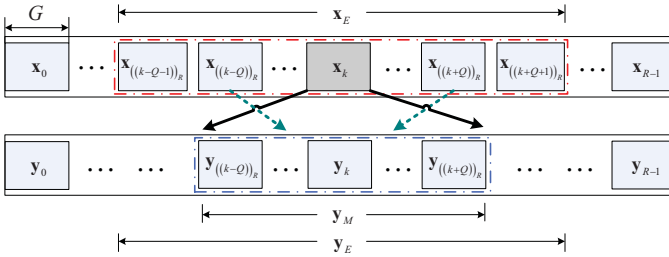 G x_E
x_0 ... x_((k-Q-1))_R x_((k-Q))_R ... x_k ... x_((k+Q))_R x_((k+Q+1))_R ... x_{R-1}
y_0 ... ... y_((k-Q))_R ... y_k ... y_((k+Q))_R ... ... y_{R-1}
y_M
y_E